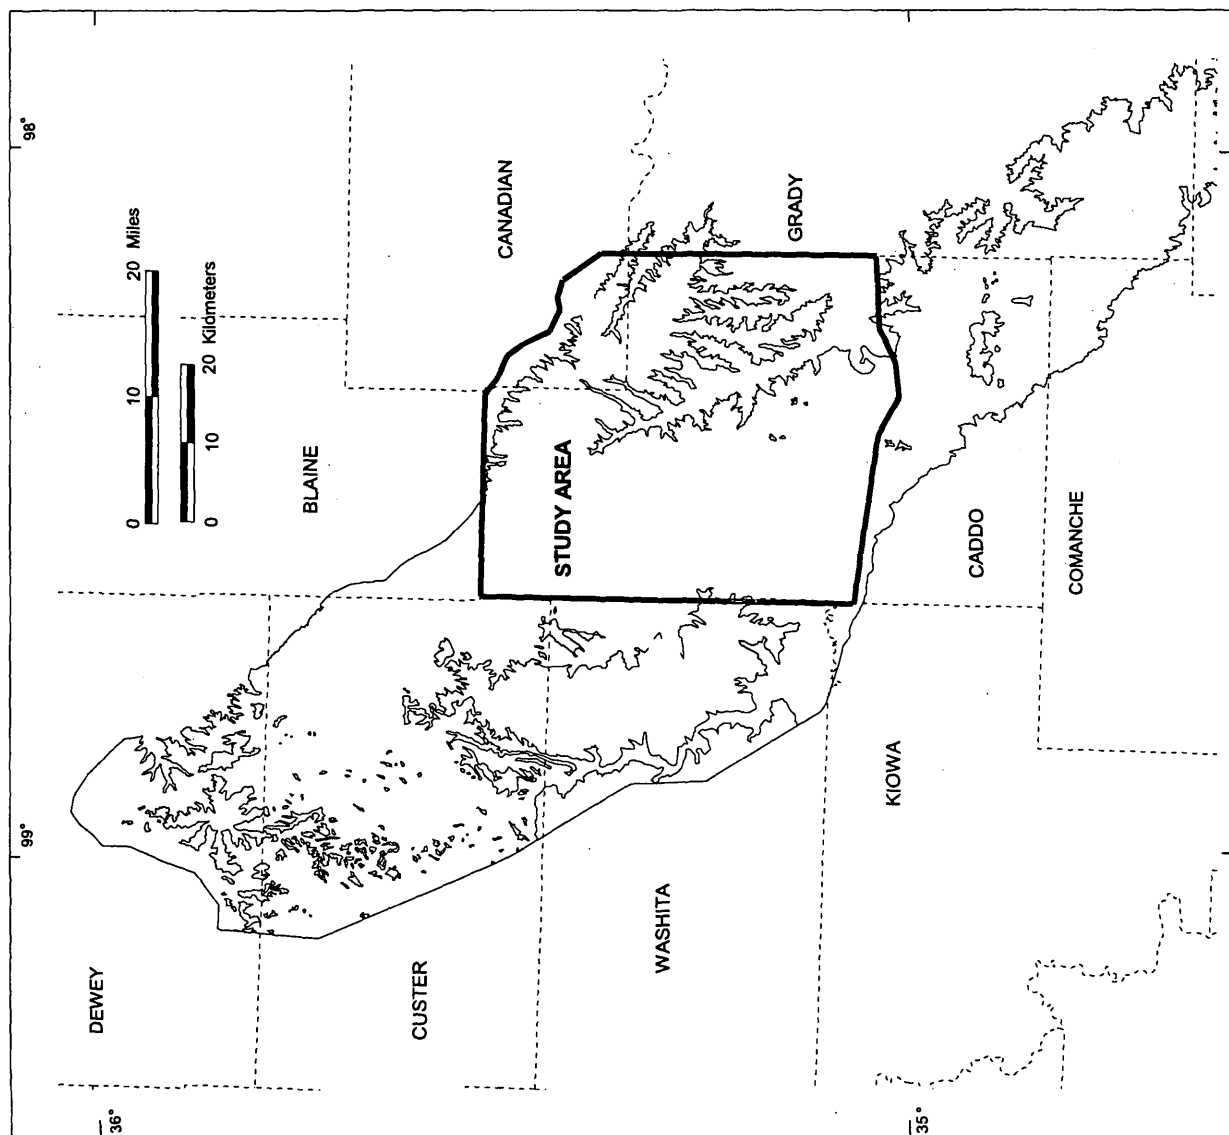 98°
0 10 20 Miles
0 10 20 Kilometers
CANADIAN
GRADY
BLAINE
STUDY AREA
CADDO
COMANCHE
99°
KIOWA
DEWEY
CUSTER
WASHITA
36°
35°